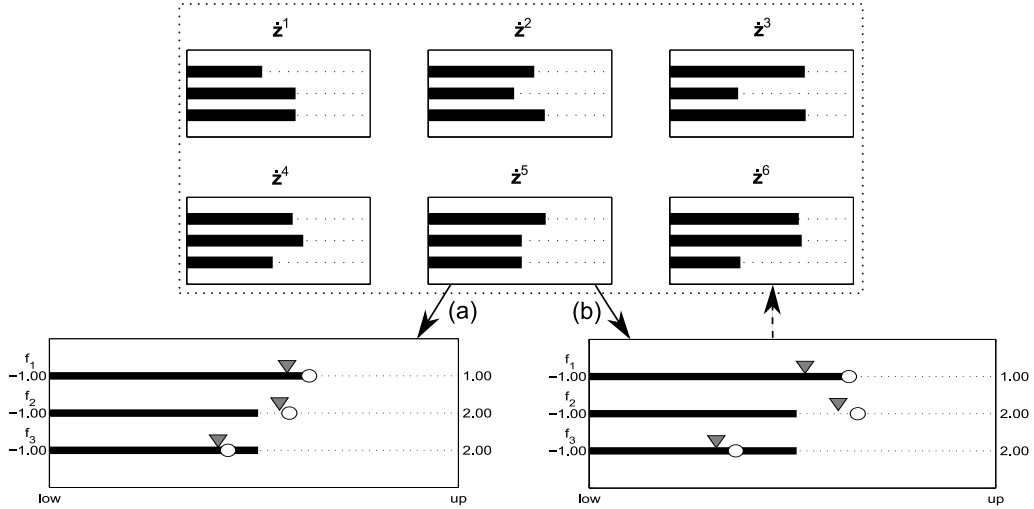 ż¹ ż² ż³
ż⁴ ż⁵ ż⁶
(a) (b)
f₁ f₁
−1.00 1.00 −1.00 1.00
f₂ f₂
−1.00 2.00 −1.00 2.00
f₃ f₃
−1.00 2.00 −1.00 2.00
low up low up